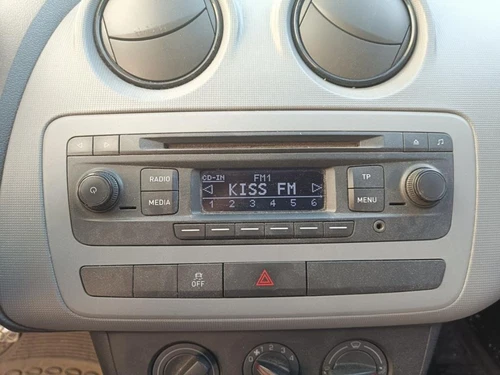 RADIO
MEDIA
CD-IN FM1
KISS FM
1 2 3 4 5 6
TP
MENU
OFF